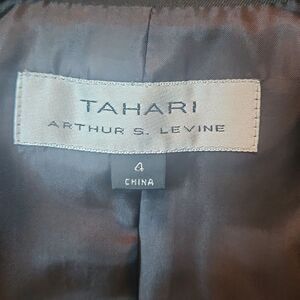 TAHARI
ARTHUR S. LEVINE
4
CHINA